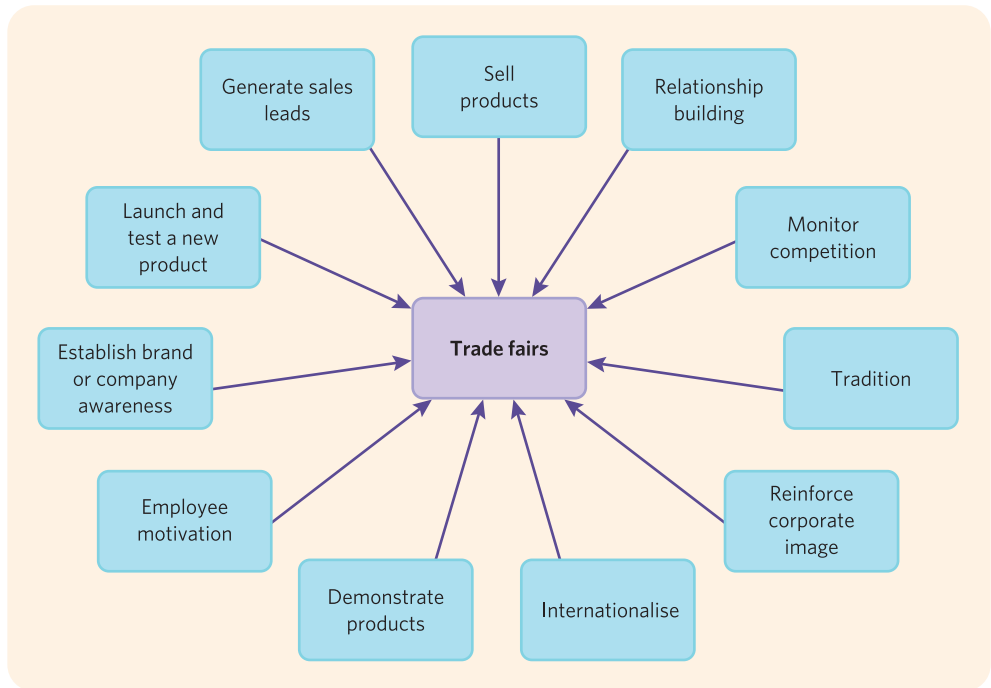 Sell
products
Generate sales
leads
Relationship
building
Launch and
test a new
product
Monitor
competition
Trade fairs
Establish brand
or company
awareness
Tradition
Employee
motivation
Reinforce
corporate
image
Demonstrate
products
Internationalise